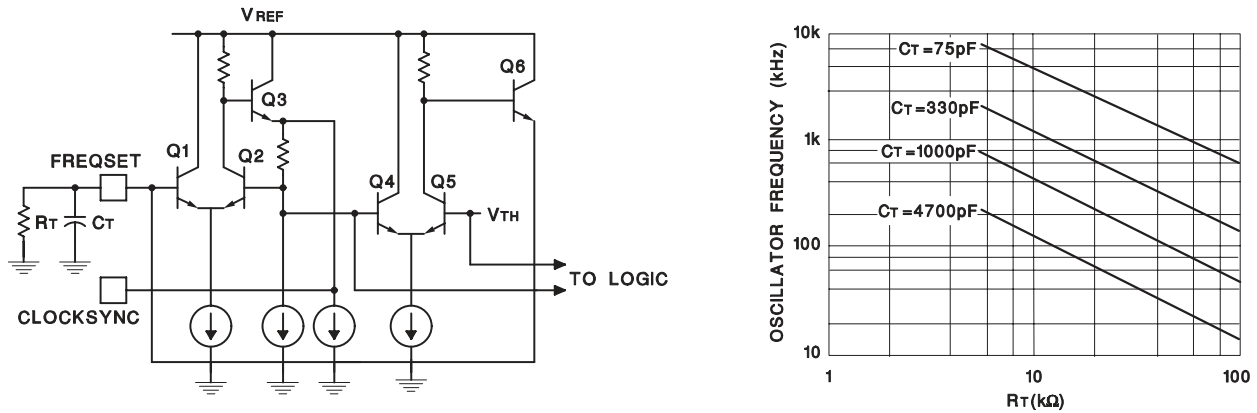 VREF
Q6
Q3
Q1
Q2
FREQSET
Q4
Q5
RT
CT
VTH
TO LOGIC
CLOCKSYNC
OSCILLATOR FREQUENCY (kHz)
10k
1k
100
10
CT=75pF
CT=330pF
CT=1000pF
CT=4700pF
1
10
100
RT(kΩ)